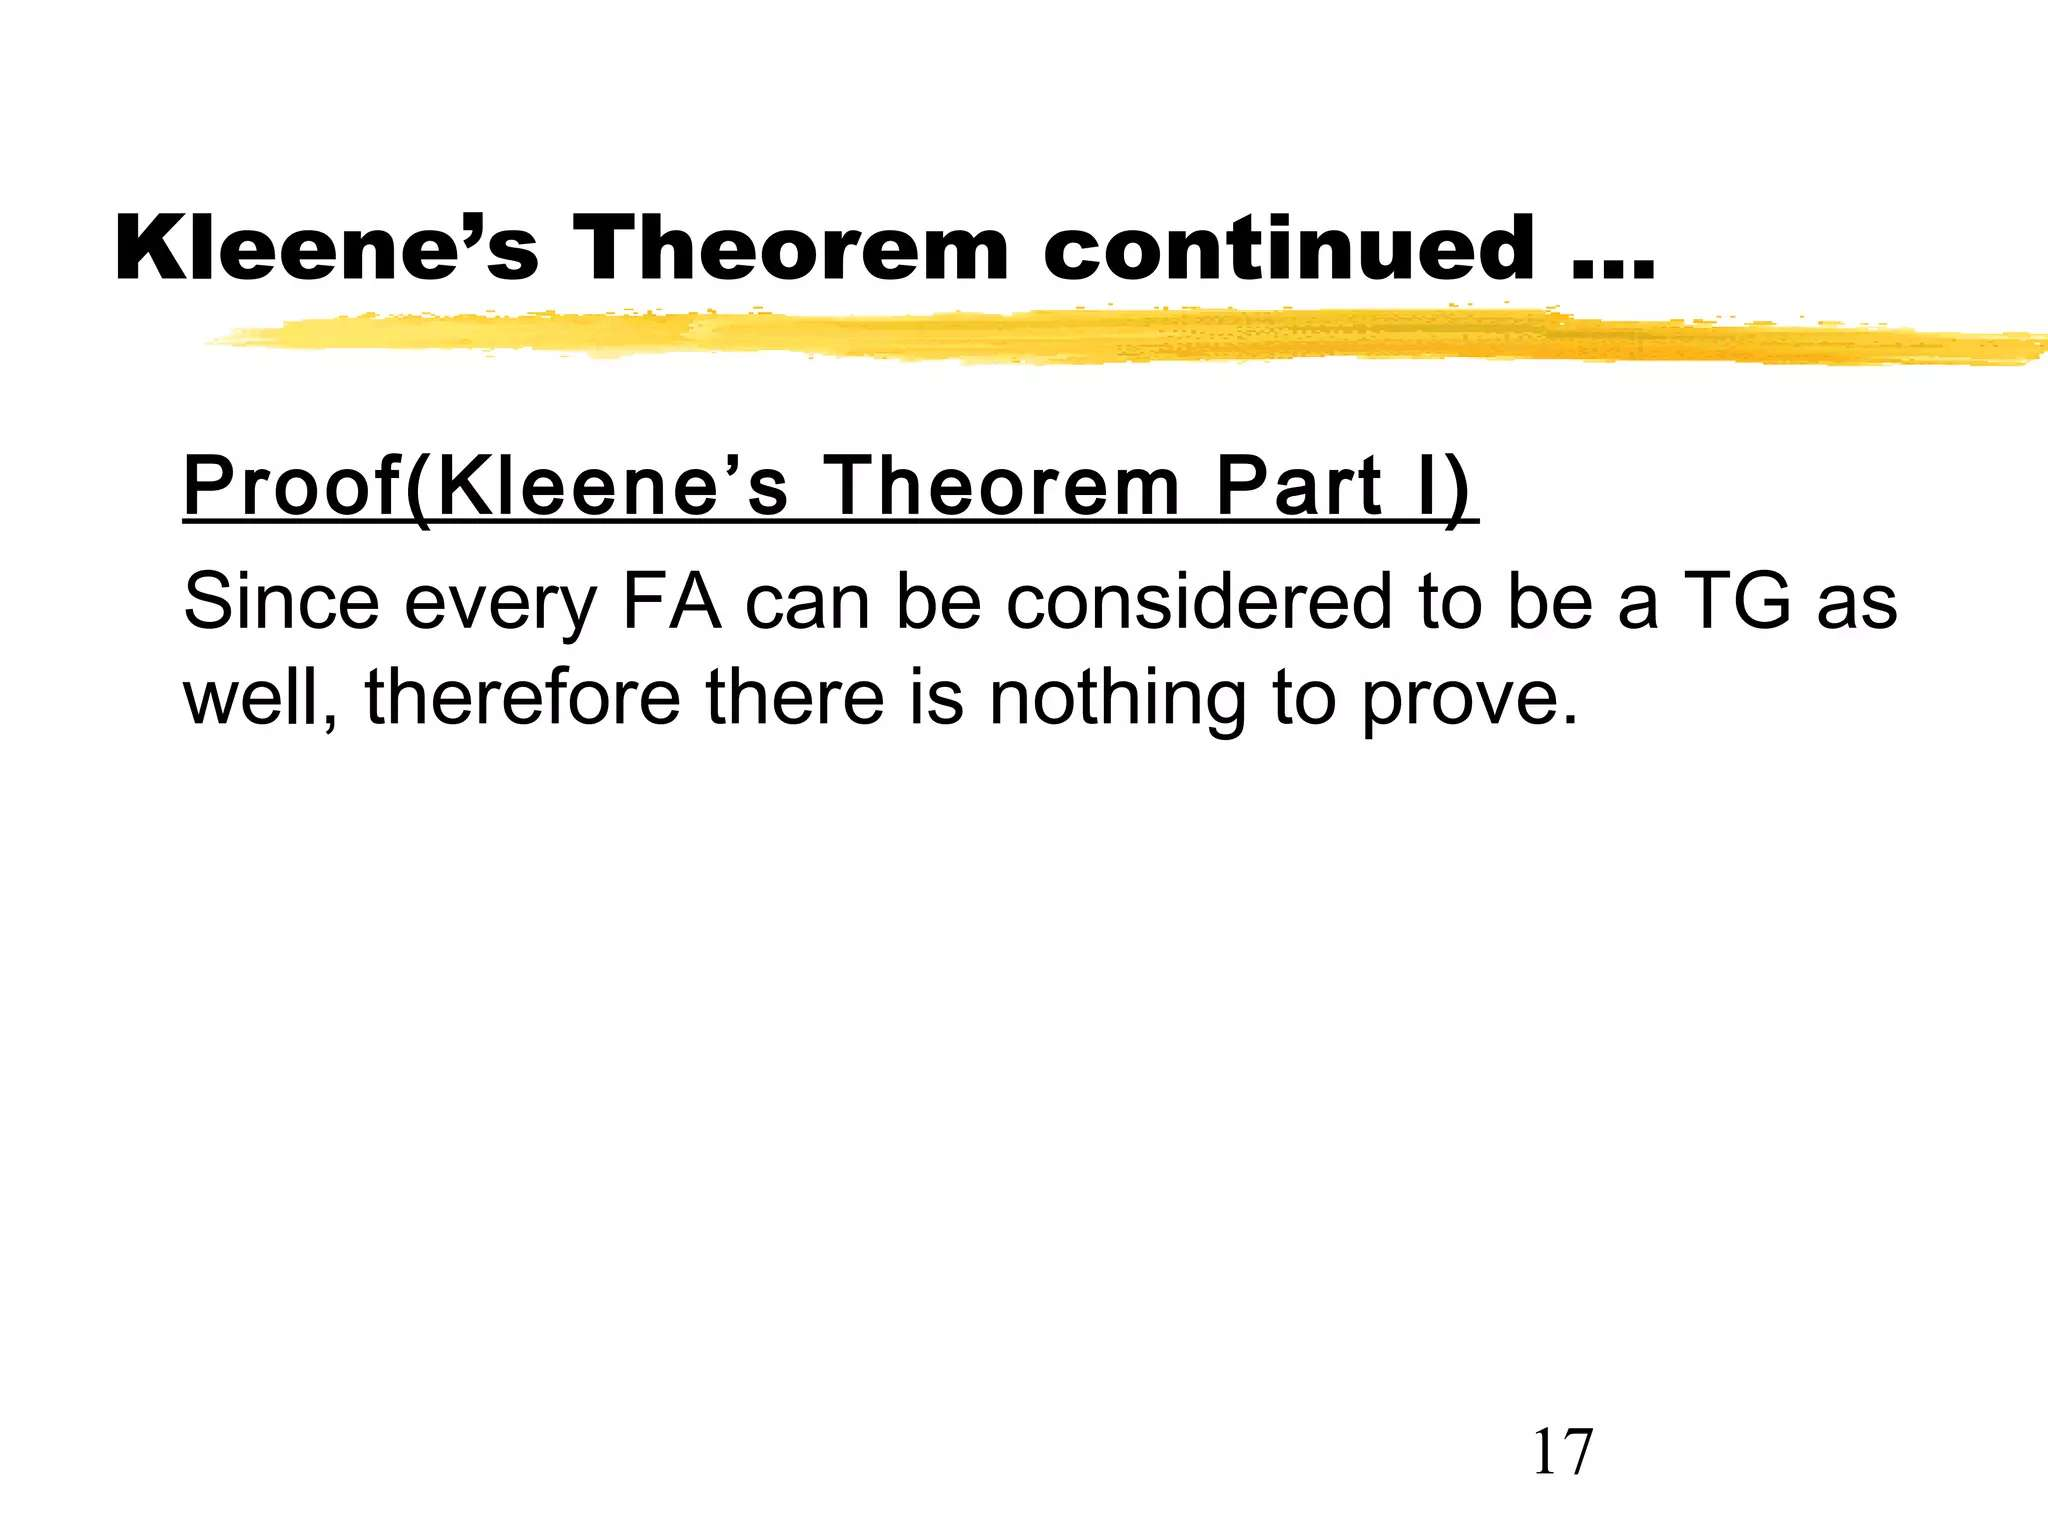 Kleene’s Theorem continued …
Proof(Kleene’s Theorem Part I)
Since every FA can be considered to be a TG as
well, therefore there is nothing to prove.
17